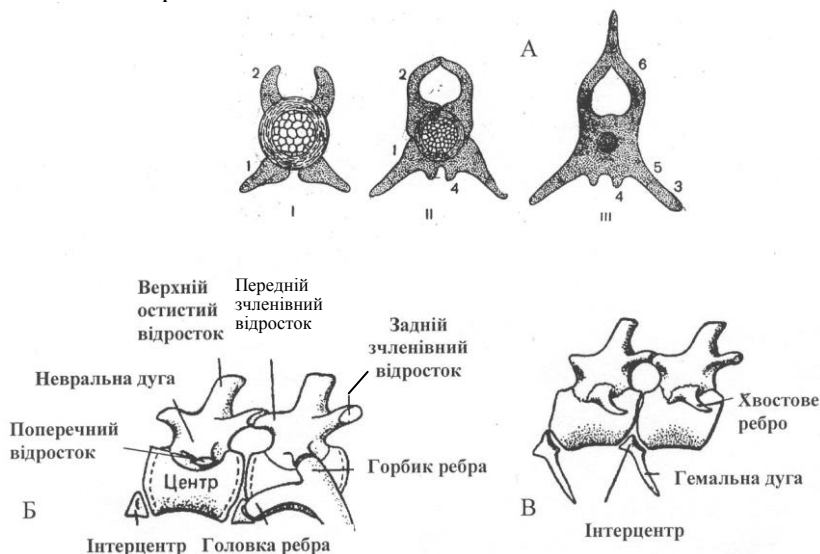 А
2
1
I
2
1
4
II
6
5
3
4
III
Верхній
остистий
відросток
Передній
зчленівний
відросток
Задній
зчленівний
відросток
Невральна дуга
Поперечний
відросток
Центр
Горбик ребра
Б
Інтерцентр
Головка ребра
Хвостове
ребро
Гемальна дуга
В
Інтерцентр